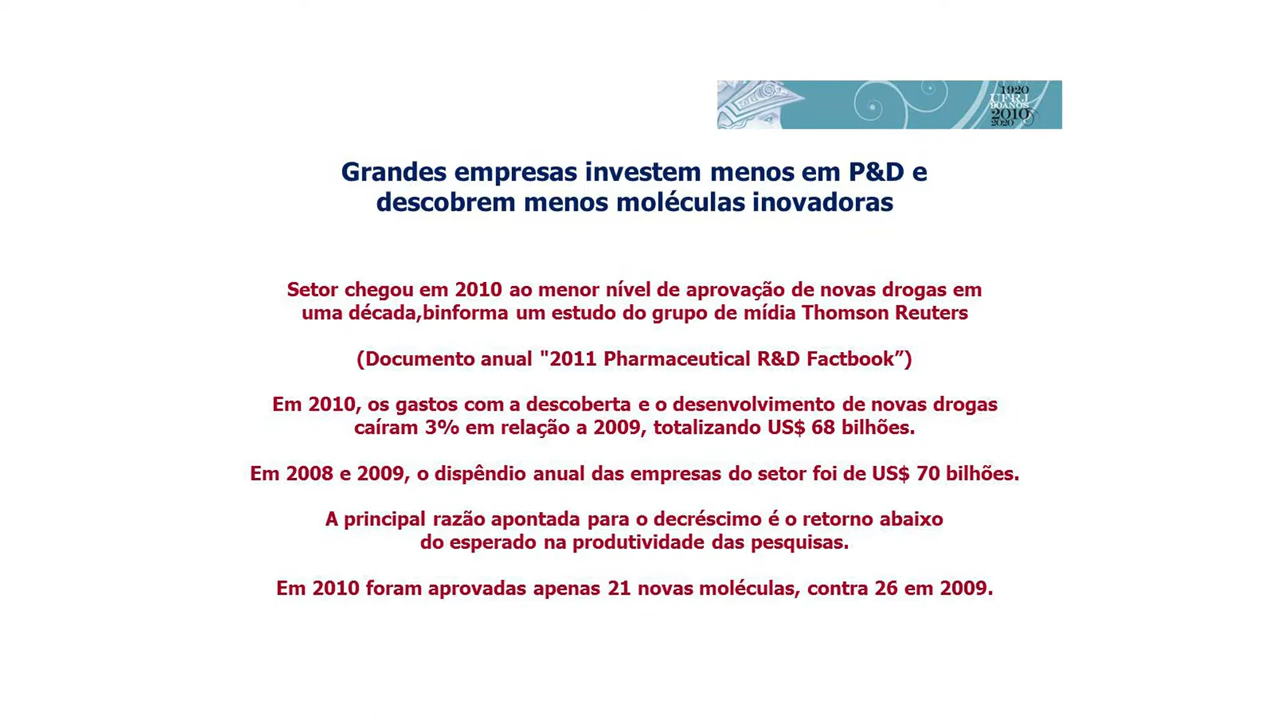 1920
UFRJ
90ANOS
2010
2020
Grandes empresas investem menos em P&D e
descobrem menos moléculas inovadoras
Setor chegou em 2010 ao menor nível de aprovação de novas drogas em
uma década,binforma um estudo do grupo de mídia Thomson Reuters
(Documento anual "2011 Pharmaceutical R&D Factbook”)
Em 2010, os gastos com a descoberta e o desenvolvimento de novas drogas
caíram 3% em relação a 2009, totalizando US$ 68 bilhões.
Em 2008 e 2009, o dispêndio anual das empresas do setor foi de US$ 70 bilhões.
A principal razão apontada para o decréscimo é o retorno abaixo
do esperado na produtividade das pesquisas.
Em 2010 foram aprovadas apenas 21 novas moléculas, contra 26 em 2009.